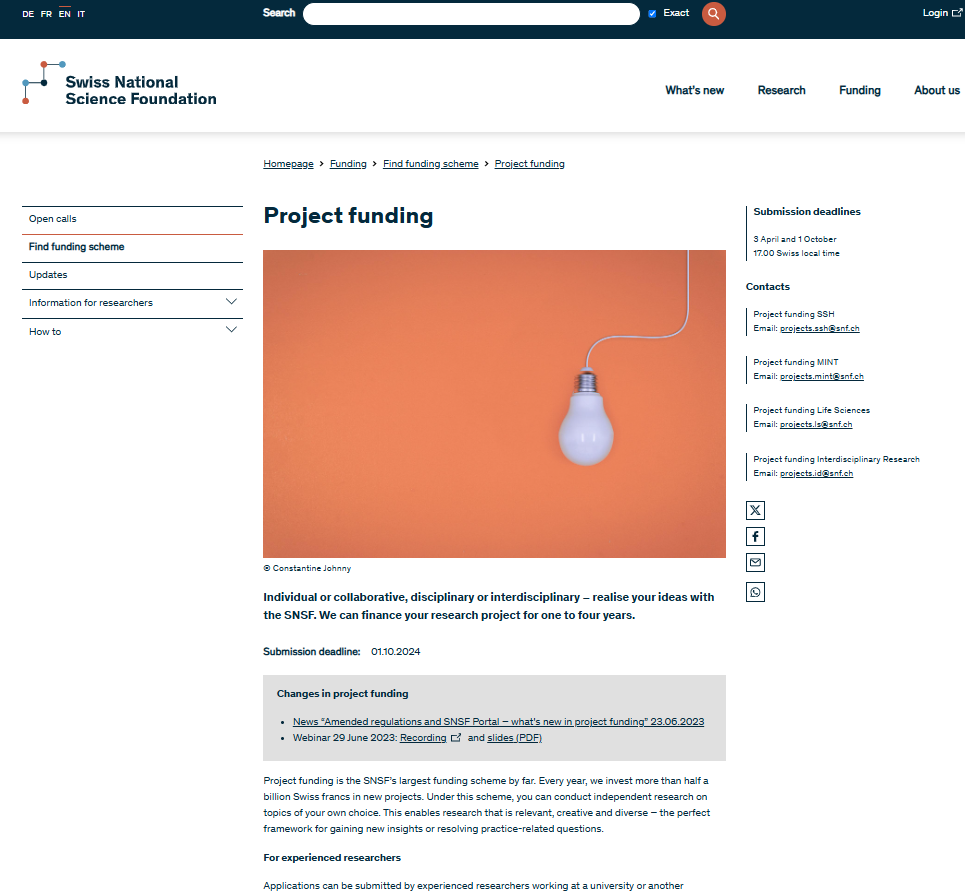 DE FR EN IT
Search
Exact
Login
Swiss National
Science Foundation
What's new
Research
Funding
About us
Homepage > Funding > Find funding scheme > Project funding
Open calls
Find funding scheme
Updates
Information for researchers
How to
Project funding
© Constantine Johnny
Individual or collaborative, disciplinary or interdisciplinary – realise your ideas with
the SNSF. We can finance your research project for one to four years.
Submission deadline: 01.10.2024
Changes in project funding
• News “Amended regulations and SNSF Portal – what’s new in project funding” 23.06.2023
• Webinar 29 June 2023: Recording and slides (PDF)
Project funding is the SNSF’s largest funding scheme by far. Every year, we invest more than half a
billion Swiss francs in new projects. Under this scheme, you can conduct independent research on
topics of your own choice. This enables research that is relevant, creative and diverse – the perfect
framework for gaining new insights or resolving practice-related questions.
For experienced researchers
Applications can be submitted by experienced researchers working at a university or another
Submission deadlines
3 April and 1 October
17.00 Swiss local time
Contacts
Project funding SSH
Email: projects.ssh@snf.ch
Project funding MINT
Email: projects.mint@snf.ch
Project funding Life Sciences
Email: projects.ls@snf.ch
Project funding Interdisciplinary Research
Email: projects.id@snf.ch